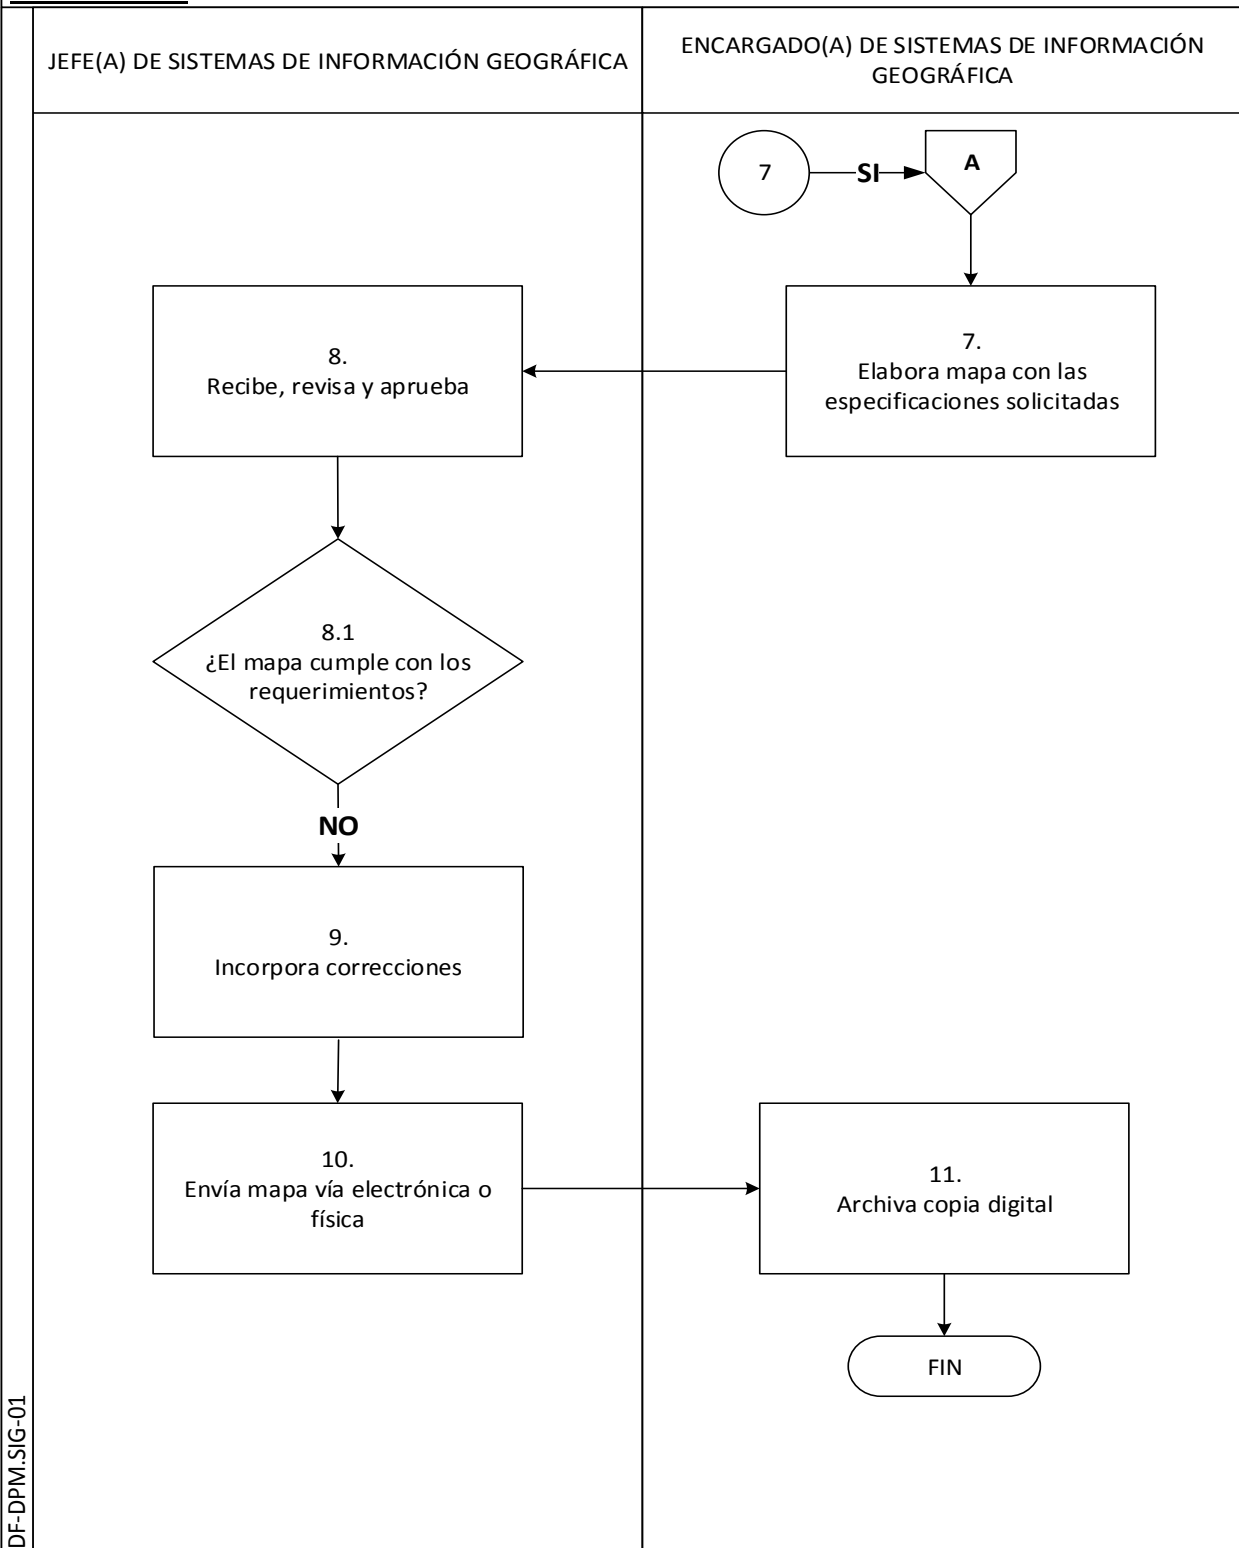 JEFE(A) DE SISTEMAS DE INFORMACIÓN GEOGRÁFICA
ENCARGADO(A) DE SISTEMAS DE INFORMACIÓN
GEOGRÁFICA
7
SI
A
7.
Elabora mapa con las
especificaciones solicitadas
8.
Recibe, revisa y aprueba
8.1
¿El mapa cumple con los
requerimientos?
NO
9.
Incorpora correcciones
10.
Envía mapa vía electrónica o
física
11.
Archiva copia digital
FIN
DF-DPM.SIG-01